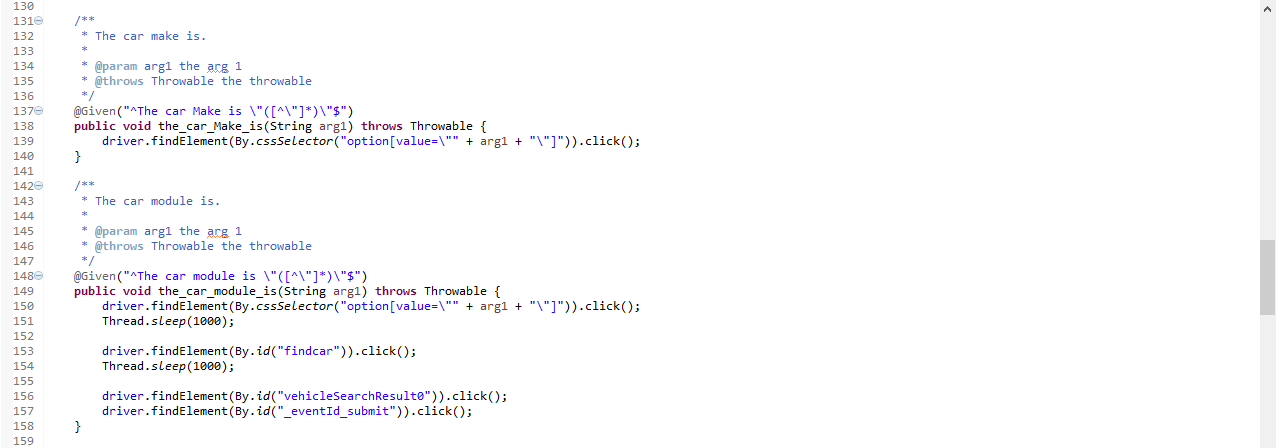 130
131 /**
132 * The car make is.
133 *
134 * @param arg1 the arg 1
135 * @throws Throwable the throwable
136 */
137 @Given("^The car Make is \"([^\"]*)\"$")
138 public void the_car_Make_is(String arg1) throws Throwable {
139 driver.findElement(By.cssSelector("option[value=\"" + arg1 + "\"]")).click();
140 }
141
142 /**
143 * The car module is.
144 *
145 * @param arg1 the arg 1
146 * @throws Throwable the throwable
147 */
148 @Given("^The car module is \"([^\"]*)\"$")
149 public void the_car_module_is(String arg1) throws Throwable {
150 driver.findElement(By.cssSelector("option[value=\"" + arg1 + "\"]")).click();
151 Thread.sleep(1000);
152
153 driver.findElement(By.id("findcar")).click();
154 Thread.sleep(1000);
155
156 driver.findElement(By.id("vehicleSearchResult0")).click();
157 driver.findElement(By.id("_eventId_submit")).click();
158 }
159